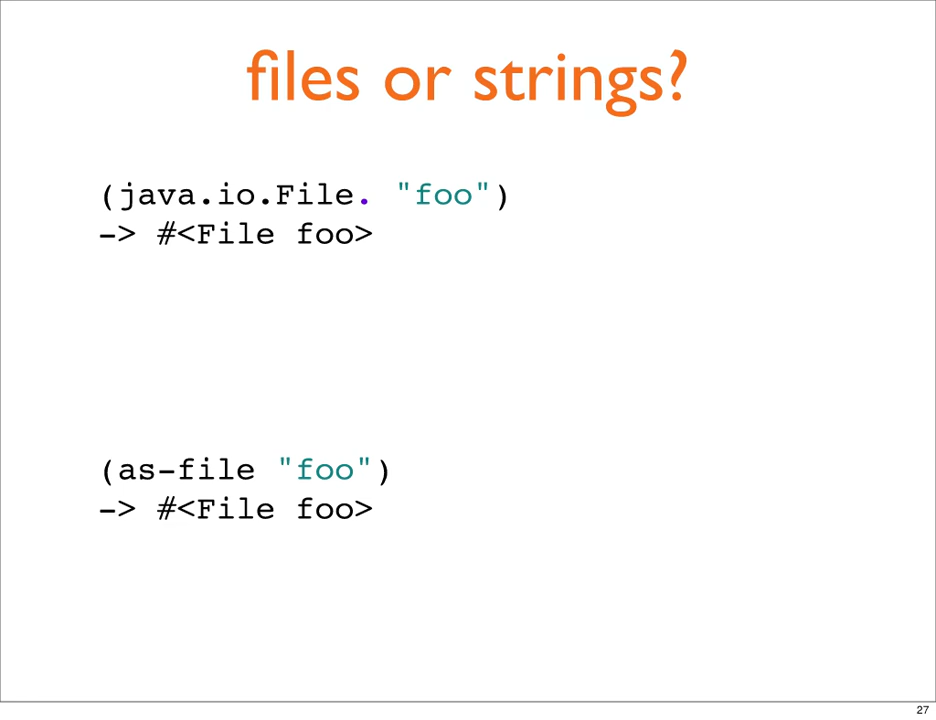 files or strings?
(java.io.File. "foo")
-> #<File foo>
(as-file "foo")
-> #<File foo>
27